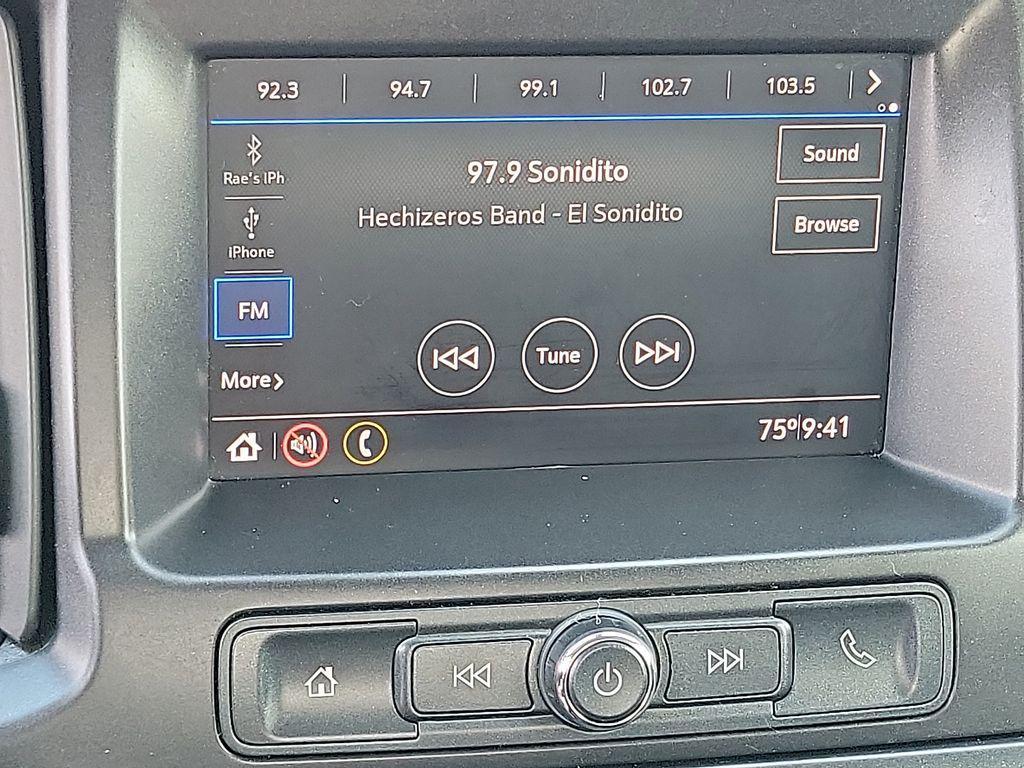 92.3 94.7 99.1 102.7 103.5
Rae's iPh
97.9 Sonidito
Sound
Hechizeros Band - El Sonidito
iPhone
Browse
FM
Tune
More
75º 9:41